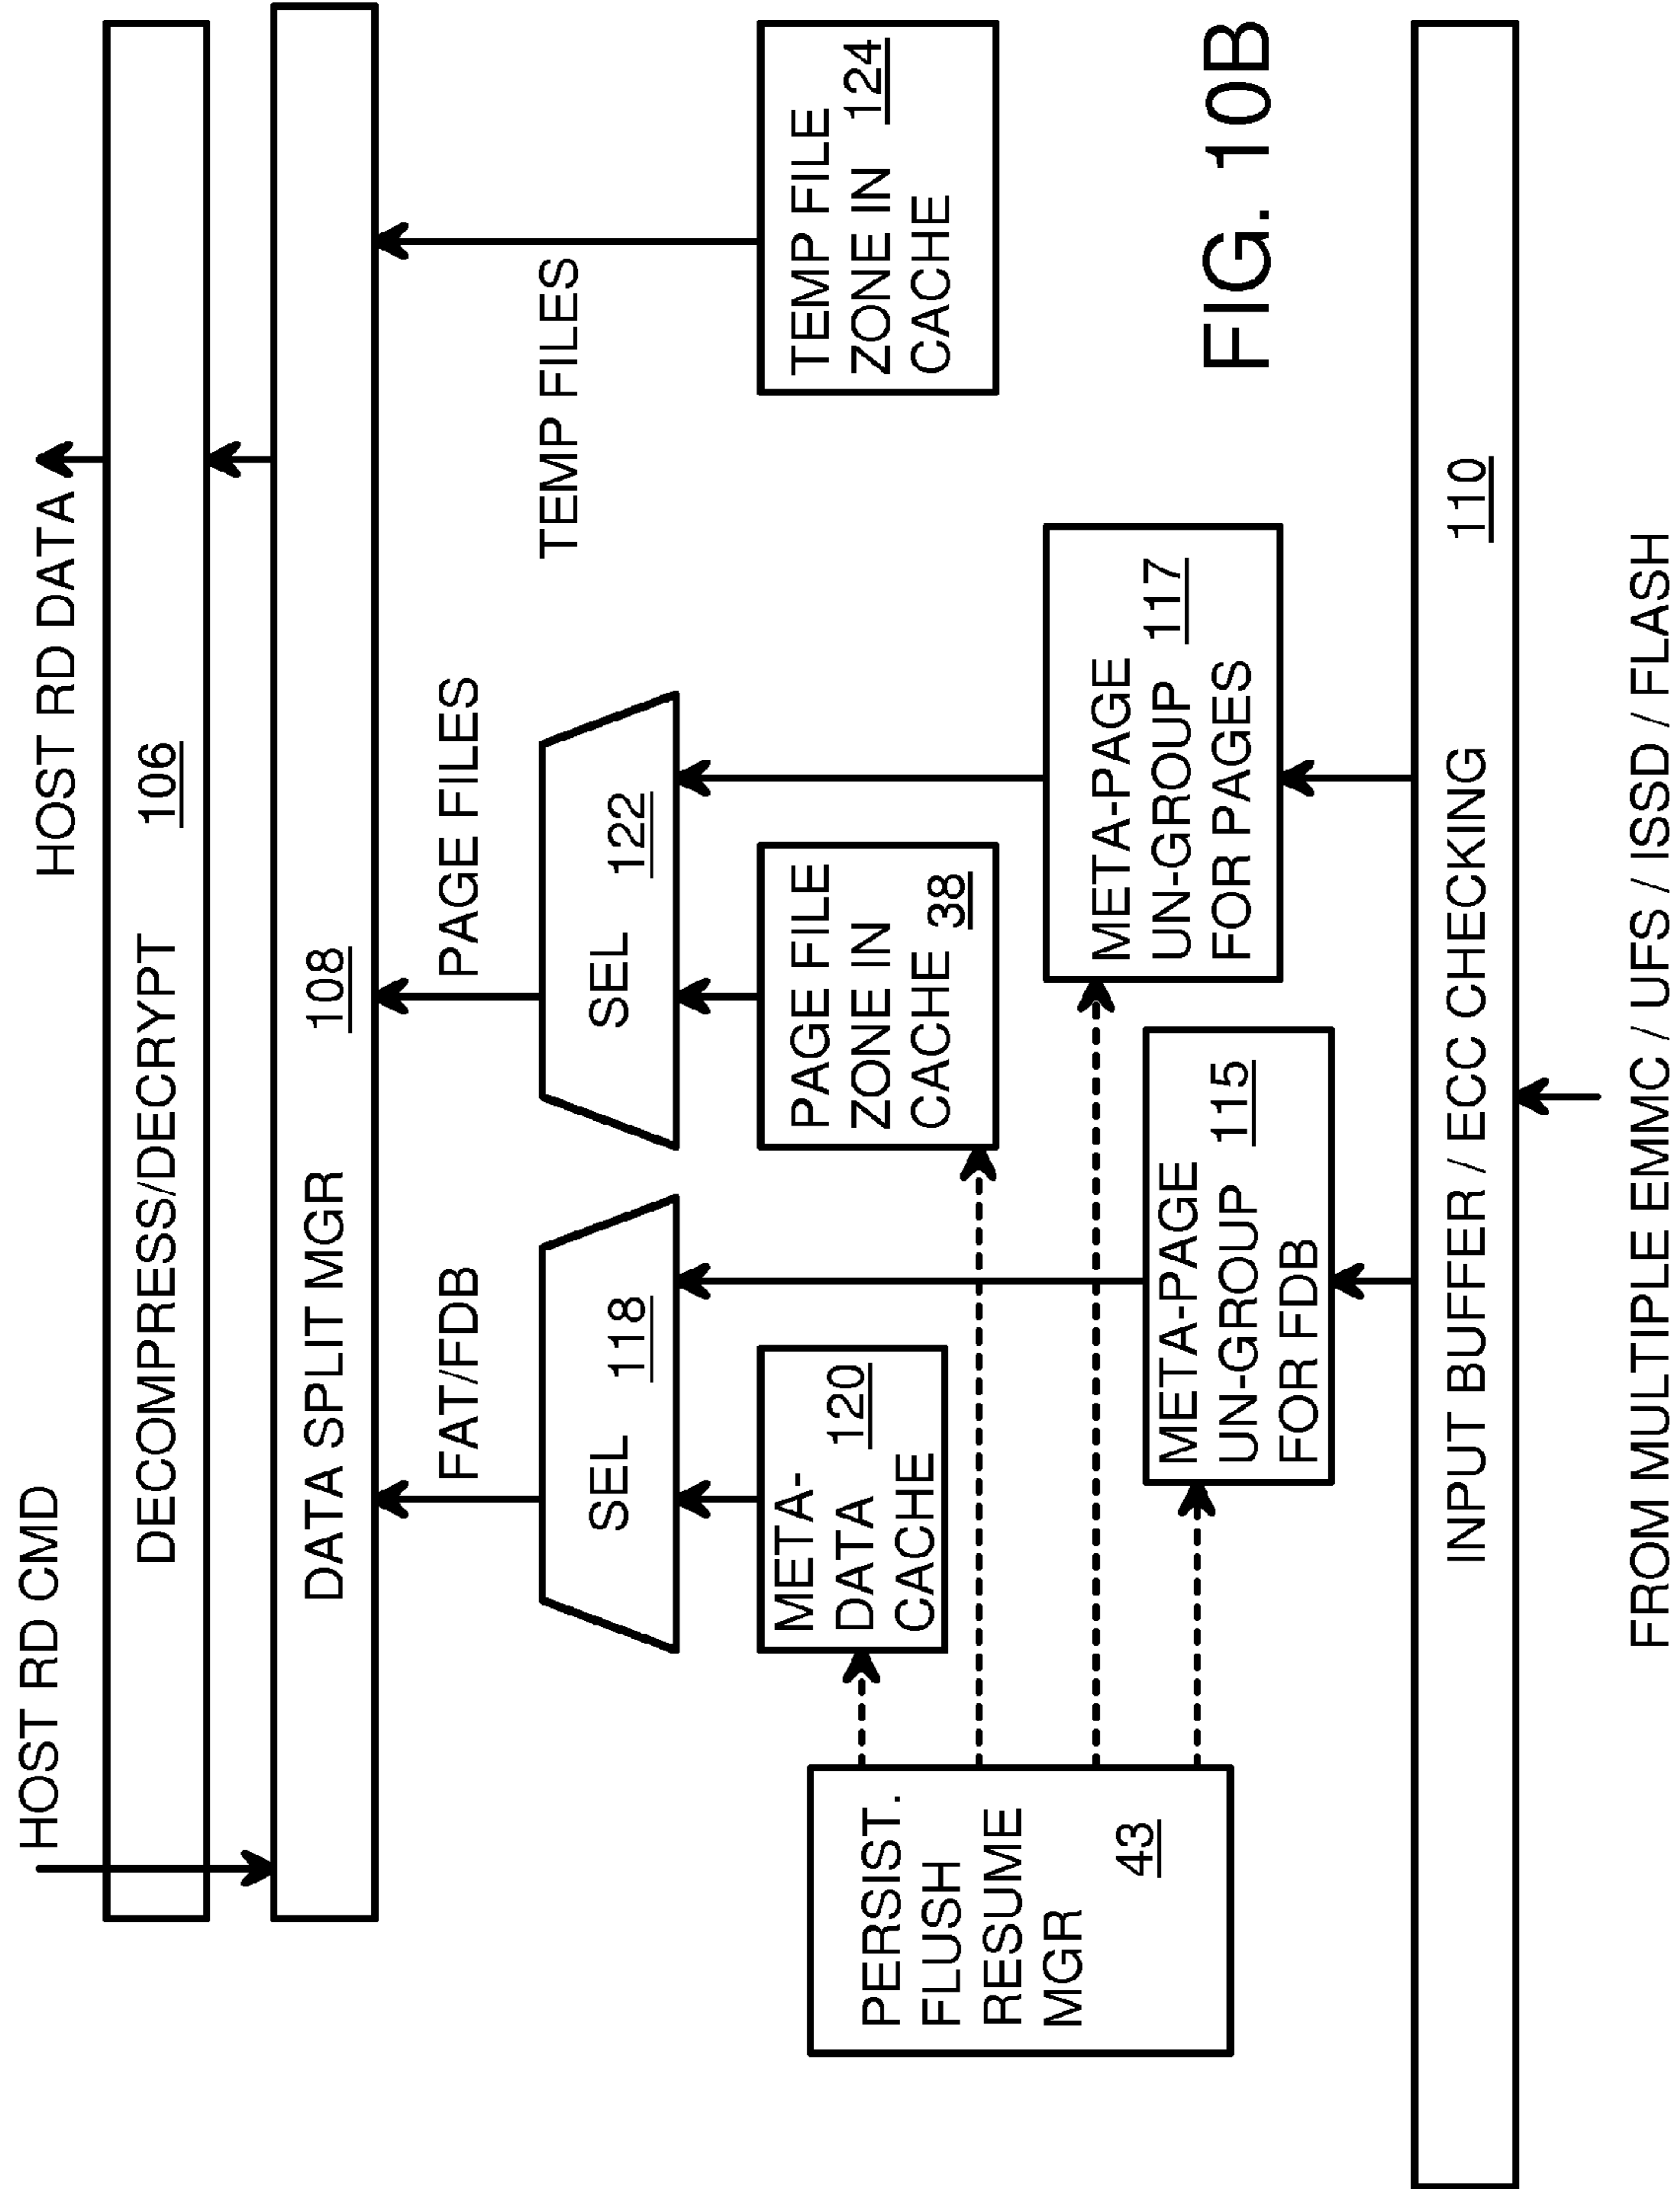 HOST RD CMD
HOST RD DATA
DECOMPRESS/DECRYPT 106
DATA SPLIT MGR 108
FAT/FDB
PAGE FILES
TEMP FILES
SEL 118
SEL 122
META-
DATA 120
CACHE
PAGE FILE
ZONE IN
CACHE 38
TEMP FILE
ZONE IN 124
CACHE
PERSIST.
FLUSH
RESUME
MGR 43
META-PAGE
UN-GROUP 117
FOR PAGES
META-PAGE
UN-GROUP 115
FOR FDB
FIG. 10B
INPUT BUFFER / ECC CHECKING 110
FROM MULTIPLE EMMC / UFS / ISSD / FLASH